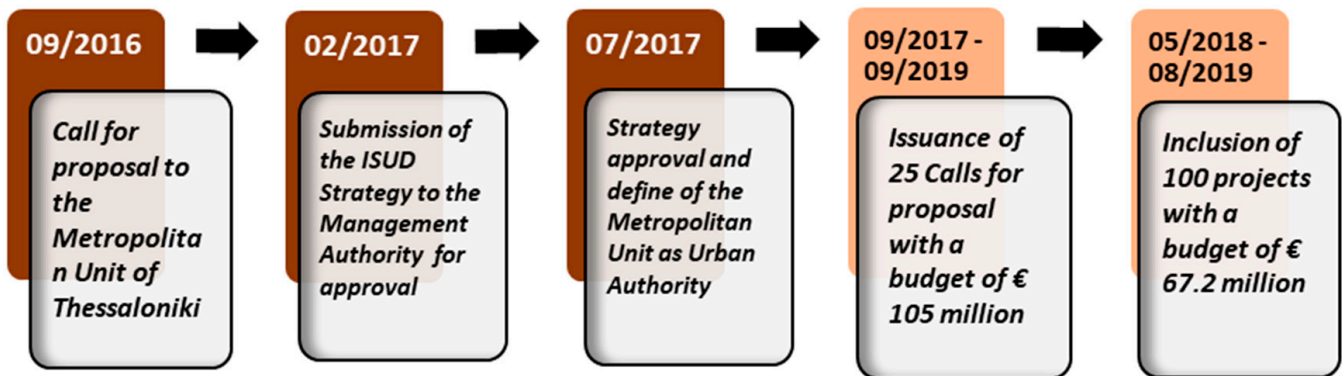 09/2016
Call for
proposal to
the
Metropolita
n Unit of
Thessaloniki
02/2017
Submission of
the ISUD
Strategy to the
Management
Authority for
approval
07/2017
Strategy
approval and
define of the
Metropolitan
Unit as Urban
Authority
09/2017 -
09/2019
Issuance of
25 Calls for
proposal
with a
budget of €
105 million
05/2018 -
08/2019
Inclusion of
100 projects
with a
budget of €
67.2 million